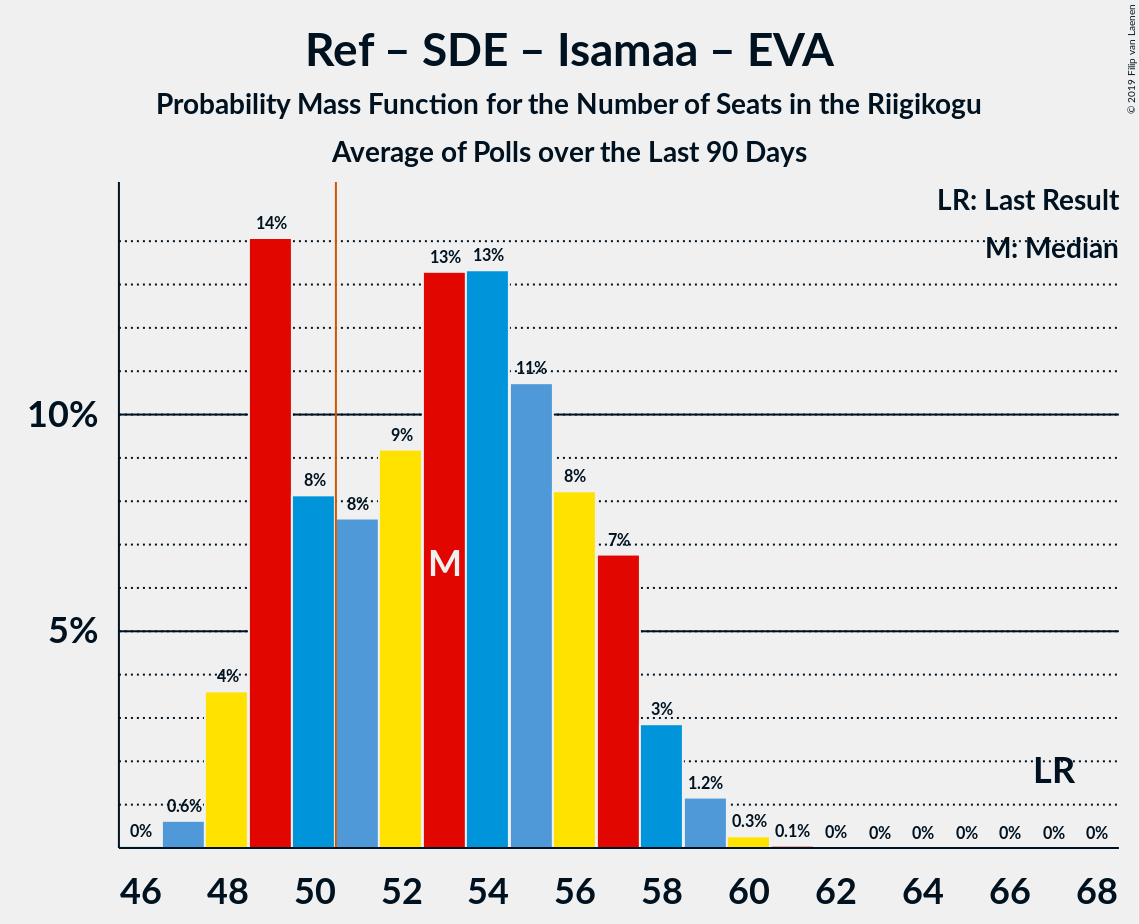 Ref – SDE – Isamaa – EVA
Probability Mass Function for the Number of Seats in the Riigikogu
Average of Polls over the Last 90 Days
© 2019 Filip van Laenen
LR: Last Result
M: Median
10%
5%
0%
0.6%
4%
14%
8%
8%
9%
13%
13%
11%
8%
7%
3%
1.2%
0.3%
0.1%
0%
0%
0%
0%
0%
0%
0%
M
LR
46 48 50 52 54 56 58 60 62 64 66 68